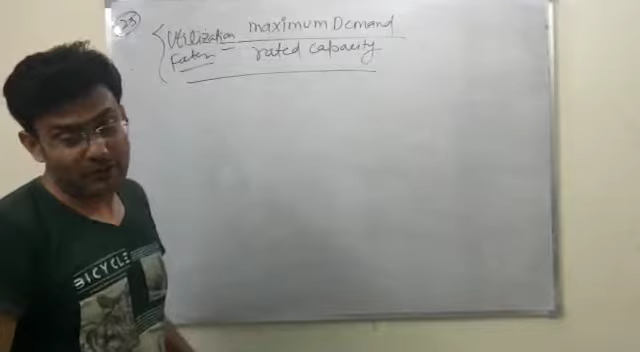 23
Utilization = maximum Demand
Factor rated capacity
BICYCLE